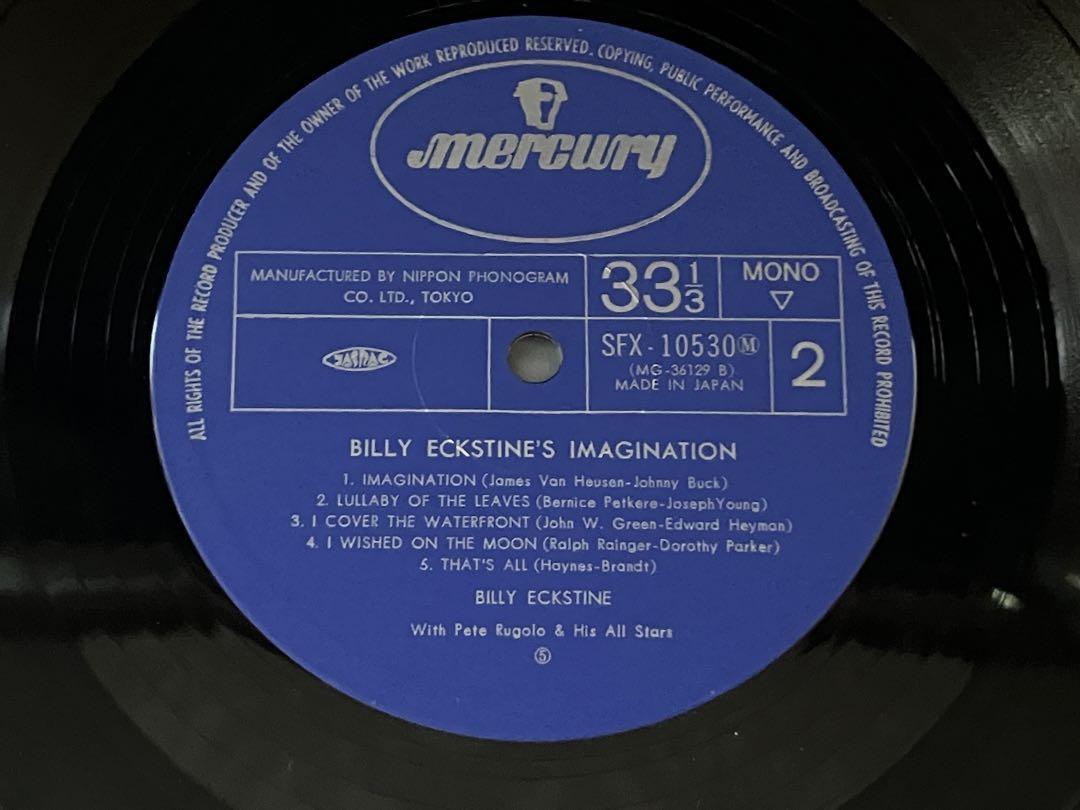 ALL RIGHTS OF THE RECORD PRODUCER AND OF THE OWNER OF THE WORK REPRODUCED RESERVED. COPYING, PUBLIC PERFORMANCE AND BROADCASTING OF THIS RECORD PROHIBITED
mercury
MANUFACTURED BY NIPPON PHONOGRAM
CO. LTD., TOKYO
33 1/3
MONO
▽
JASRAC
SFX-10530Ⓜ
(MG-36129 B)
MADE IN JAPAN
2
BILLY ECKSTINE'S IMAGINATION
1. IMAGINATION (James Van Heusen-Johnny Buck)
2. LULLABY OF THE LEAVES (Bernice Petkere-JosephYoung)
3. I COVER THE WATERFRONT (John W. Green-Edward Heyman)
4. I WISHED ON THE MOON (Ralph Rainger-Dorothy Parker)
5. THAT'S ALL (Haynes-Brandt)
BILLY ECKSTINE
With Pete Rugolo & His All Stars
⑤